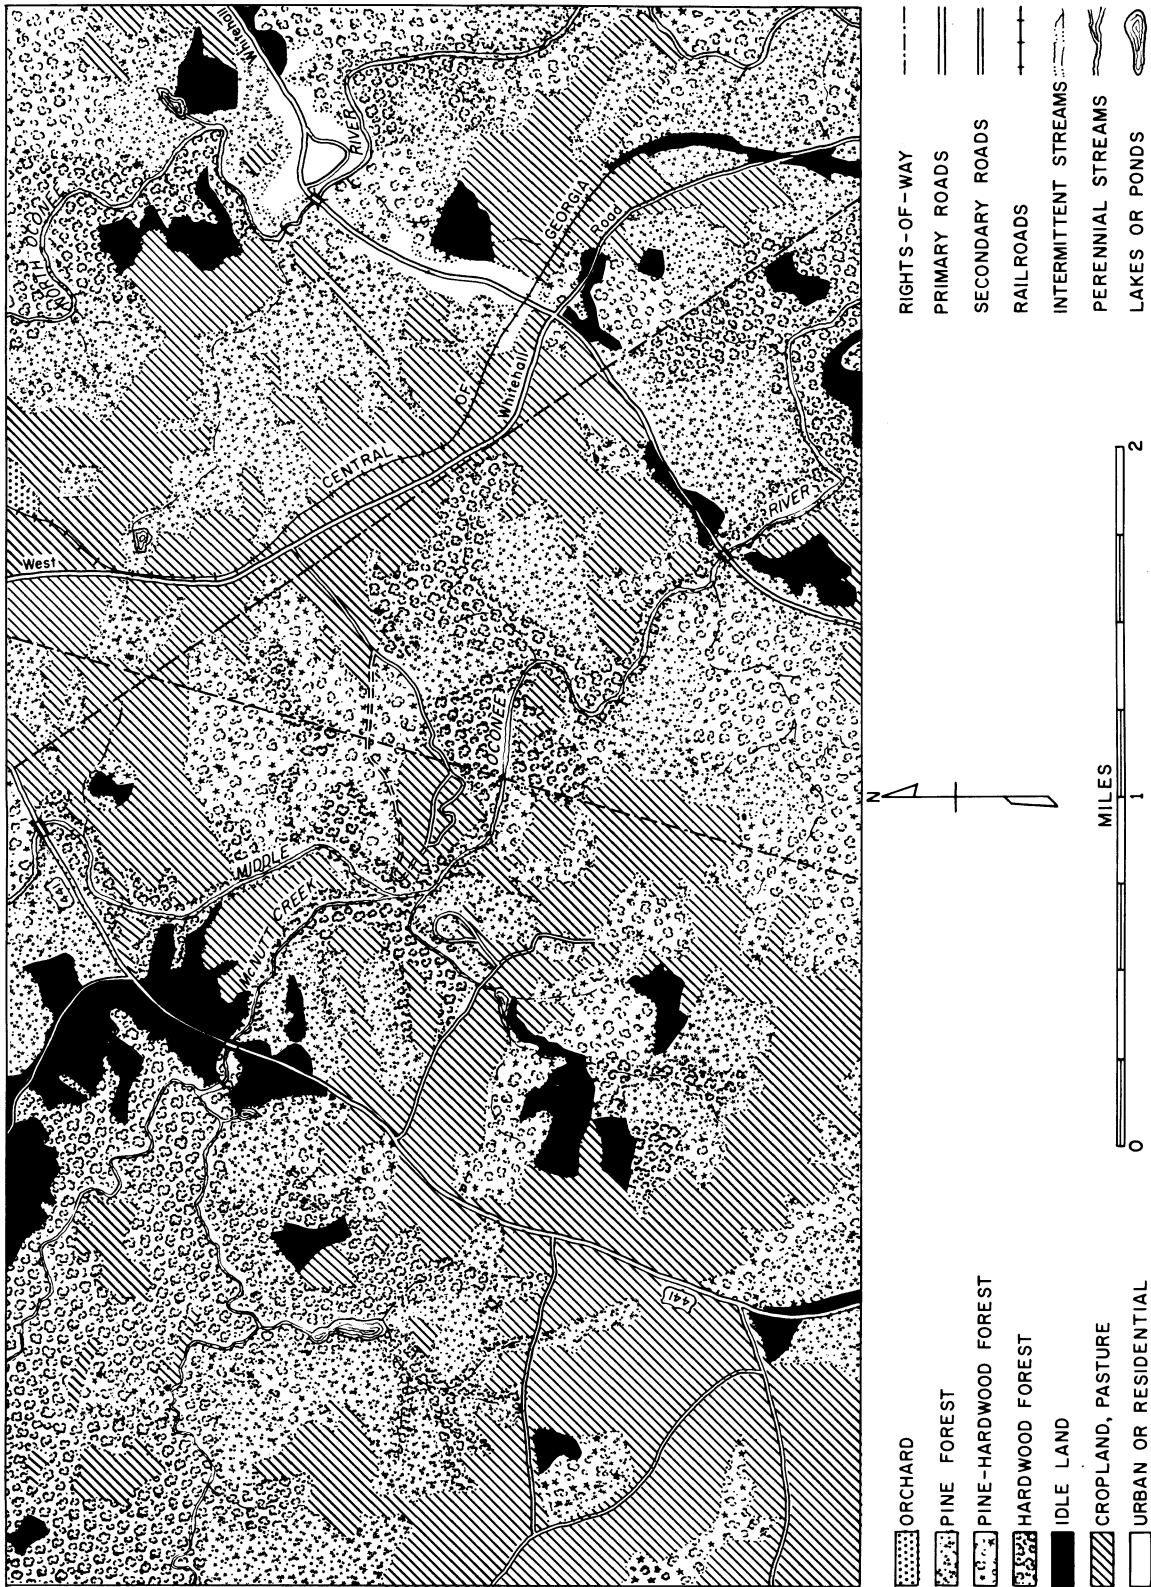 Whitehall
NORTH OCONEE
RIVER
GEORGIA
OF
CENTRAL
Whitehall Road
West
RIVER
OCONEE
MIDDLE
McNUTT CREEK
441
441
ORCHARD
PINE FOREST
PINE-HARDWOOD FOREST
HARDWOOD FOREST
IDLE LAND
CROPLAND, PASTURE
URBAN OR RESIDENTIAL
N
0
1
2
MILES
RIGHTS-OF-WAY
PRIMARY ROADS
SECONDARY ROADS
RAILROADS
INTERMITTENT STREAMS
PERENNIAL STREAMS
LAKES OR PONDS